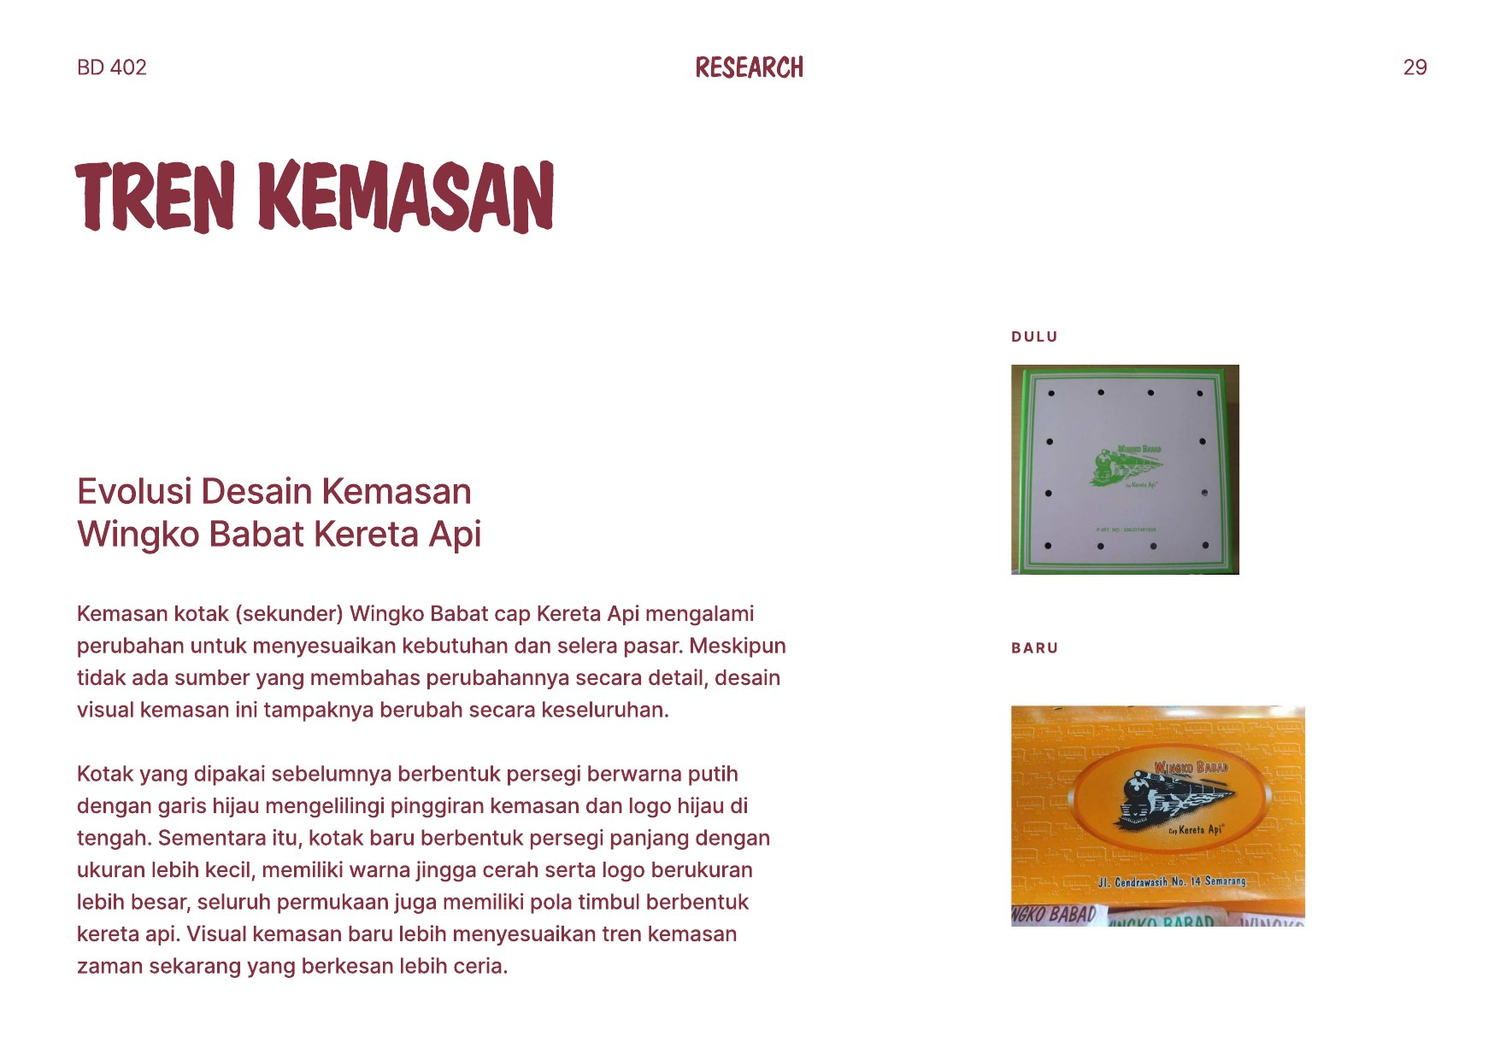 BD 402
RESEARCH
29
TREN KEMASAN
Evolusi Desain Kemasan
Wingko Babat Kereta Api
Kemasan kotak (sekunder) Wingko Babat cap Kereta Api mengalami
perubahan untuk menyesuaikan kebutuhan dan selera pasar. Meskipun
tidak ada sumber yang membahas perubahannya secara detail, desain
visual kemasan ini tampaknya berubah secara keseluruhan.
Kotak yang dipakai sebelumnya berbentuk persegi berwarna putih
dengan garis hijau mengelilingi pinggiran kemasan dan logo hijau di
tengah. Sementara itu, kotak baru berbentuk persegi panjang dengan
ukuran lebih kecil, memiliki warna jingga cerah serta logo berukuran
lebih besar, seluruh permukaan juga memiliki pola timbul berbentuk
kereta api. Visual kemasan baru lebih menyesuaikan tren kemasan
zaman sekarang yang berkesan lebih ceria.
DULU
WINGKO BABAD
Cap Kereta Api
BARU
WINGKO BABAD
Cap Kereta Api®
Jl. Cendrawasih No. 14 Semarang
NGKO BABAD
INGKO BABAD
WINGKO